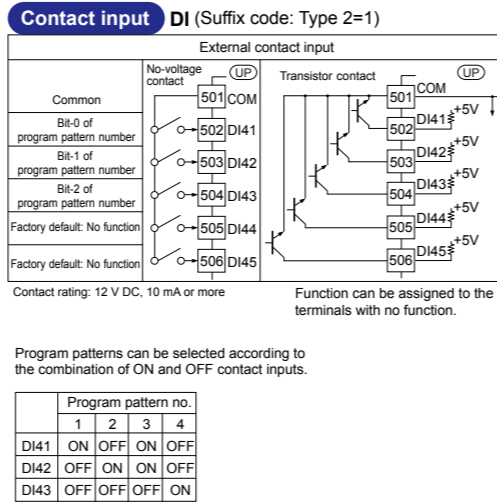 Contact input DI (Suffix code: Type 2=1)
External contact input
No-voltage contact
UP
Transistor contact
UP
Common
501 COM
501 COM
Bit-0 of
program pattern number
502 DI41
502 DI41 +5V
Bit-1 of
program pattern number
503 DI42
503 DI42 +5V
Bit-2 of
program pattern number
504 DI43
504 DI43 +5V
Factory default: No function
505 DI44
505 DI44 +5V
Factory default: No function
506 DI45
506 DI45 +5V
Contact rating: 12 V DC, 10 mA or more
Function can be assigned to the
terminals with no function.
Program patterns can be selected according to
the combination of ON and OFF contact inputs.
Program pattern no.
1 2 3 4
DI41 ON OFF ON OFF
DI42 OFF ON ON OFF
DI43 OFF OFF OFF ON